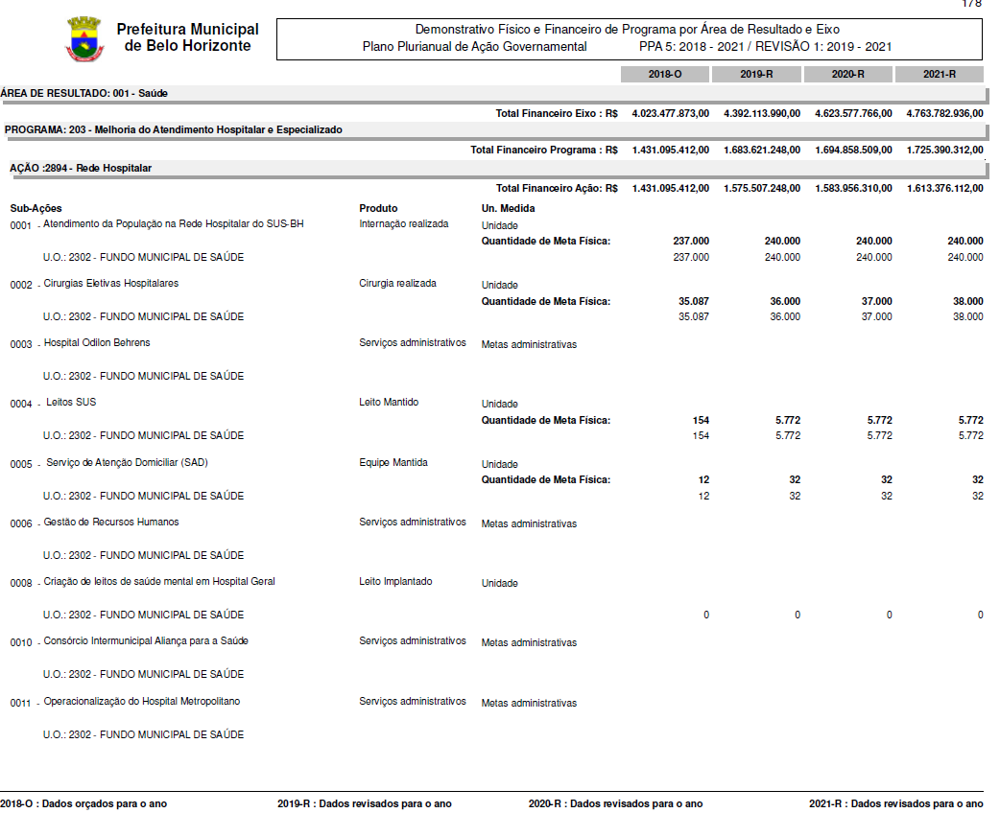 178
Prefeitura Municipal
de Belo Horizonte
Demonstrativo Físico e Financeiro de Programa por Área de Resultado e Eixo
Plano Plurianual de Ação Governamental PPA 5: 2018 - 2021 / REVISÃO 1: 2019 - 2021
2018-O 2019-R 2020-R 2021-R
ÁREA DE RESULTADO: 001 - Saúde
Total Financeiro Eixo : R$ 4.023.477.873,00 4.392.113.990,00 4.623.577.766,00 4.763.782.936,00
PROGRAMA: 203 - Melhoria do Atendimento Hospitalar e Especializado
Total Financeiro Programa : R$ 1.431.095.412,00 1.683.621.248,00 1.694.858.509,00 1.725.390.312,00
AÇÃO :2894 - Rede Hospitalar
Total Financeiro Ação: R$ 1.431.095.412,00 1.575.507.248,00 1.583.956.310,00 1.613.376.112,00
Sub-Ações Produto Un. Medida
0001 - Atendimento da População na Rede Hospitalar do SUS-BH Internação realizada Unidade
Quantidade de Meta Física: 237.000 240.000 240.000 240.000
U.O.: 2302 - FUNDO MUNICIPAL DE SAÚDE 237.000 240.000 240.000 240.000
0002 - Cirurgias Eletivas Hospitalares Cirurgia realizada Unidade
Quantidade de Meta Física: 35.087 36.000 37.000 38.000
U.O.: 2302 - FUNDO MUNICIPAL DE SAÚDE 35.087 36.000 37.000 38.000
0003 - Hospital Odilon Behrens Serviços administrativos Metas administrativas
U.O.: 2302 - FUNDO MUNICIPAL DE SAÚDE
0004 - Leitos SUS Leito Mantido Unidade
Quantidade de Meta Física: 154 5.772 5.772 5.772
U.O.: 2302 - FUNDO MUNICIPAL DE SAÚDE 154 5.772 5.772 5.772
0005 - Serviço de Atenção Domiciliar (SAD) Equipe Mantida Unidade
Quantidade de Meta Física: 12 32 32 32
U.O.: 2302 - FUNDO MUNICIPAL DE SAÚDE 12 32 32 32
0006 - Gestão de Recursos Humanos Serviços administrativos Metas administrativas
U.O.: 2302 - FUNDO MUNICIPAL DE SAÚDE
0008 - Criação de leitos de saúde mental em Hospital Geral Leito Implantado Unidade
U.O.: 2302 - FUNDO MUNICIPAL DE SAÚDE 0 0 0 0
0010 - Consórcio Intermunicipal Aliança para a Saúde Serviços administrativos Metas administrativas
U.O.: 2302 - FUNDO MUNICIPAL DE SAÚDE
0011 - Operacionalização do Hospital Metropolitano Serviços administrativos Metas administrativas
U.O.: 2302 - FUNDO MUNICIPAL DE SAÚDE
2018-O : Dados orçados para o ano 2019-R : Dados revisados para o ano 2020-R : Dados revisados para o ano 2021-R : Dados revisados para o ano